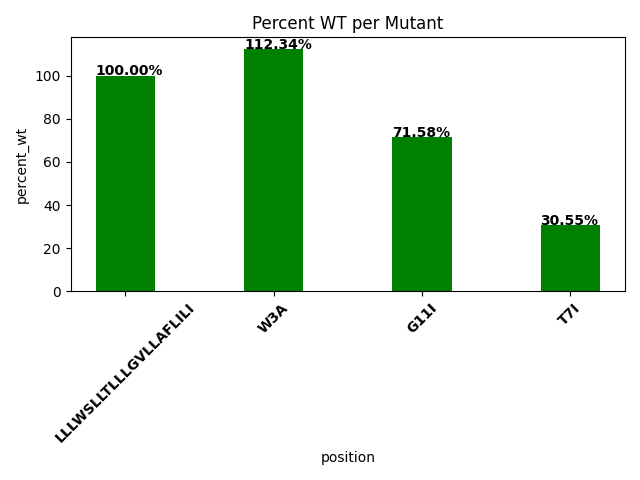 Percent WT per Mutant
percent_wt
100
80
60
40
20
0
100.00%
112.34%
71.58%
30.55%
LLLWSLLTLLLGVLLAFLILI
W3A
G11I
T7I
position